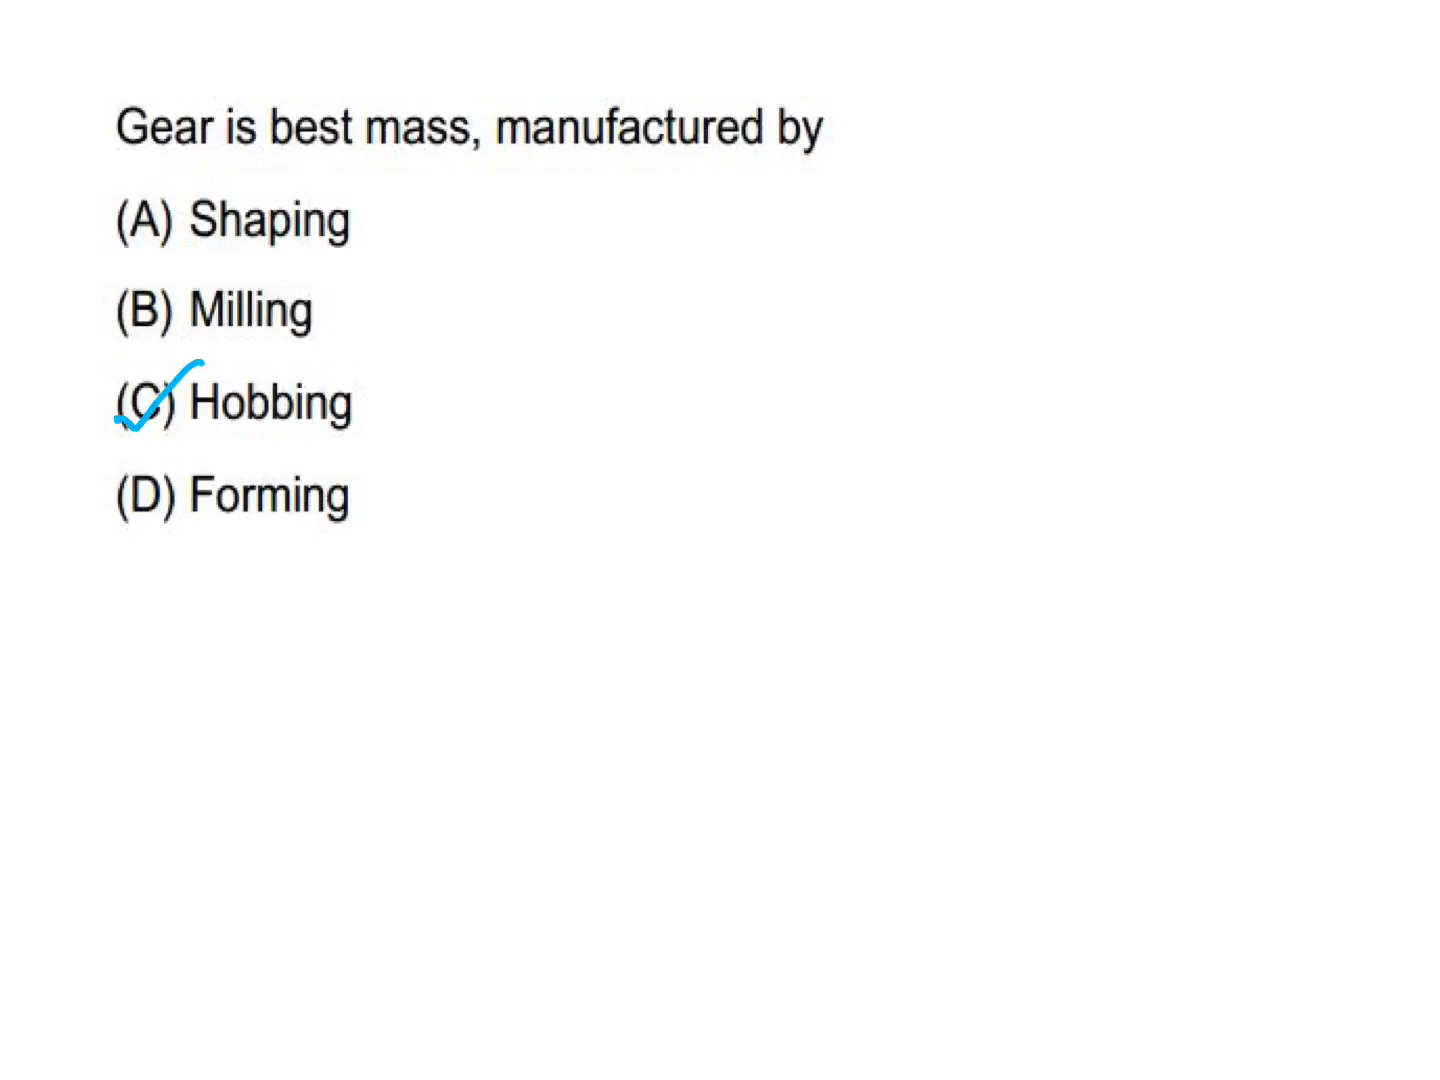 Gear is best mass, manufactured by
(A) Shaping
(B) Milling
(C) Hobbing
(D) Forming